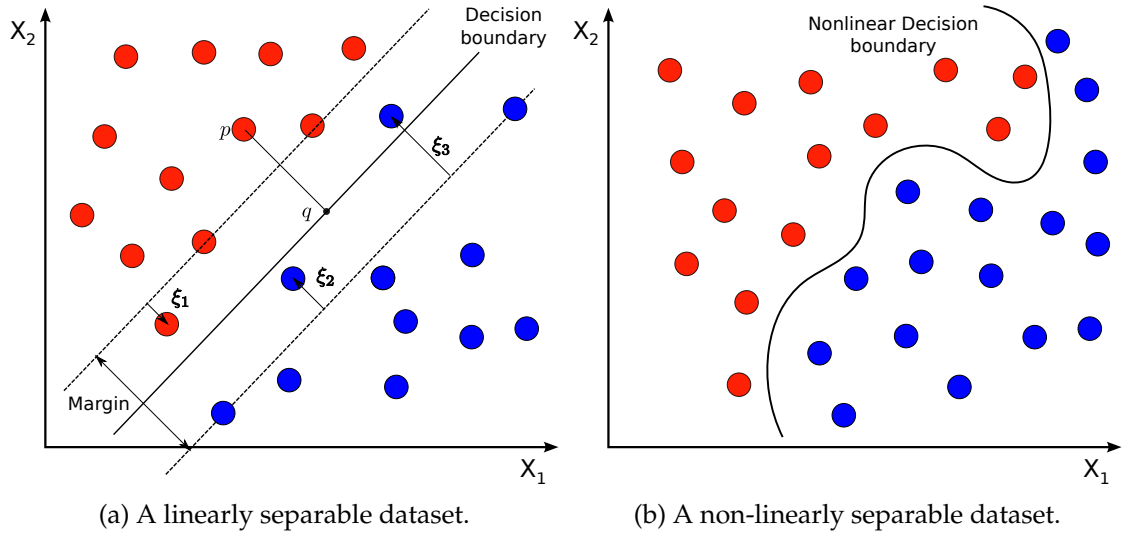 X₂
Decision
boundary
p
ξ₃
q
ξ₂
ξ₁
Margin
X₁
(a) A linearly separable dataset.
X₂
Nonlinear Decision
boundary
X₁
(b) A non-linearly separable dataset.